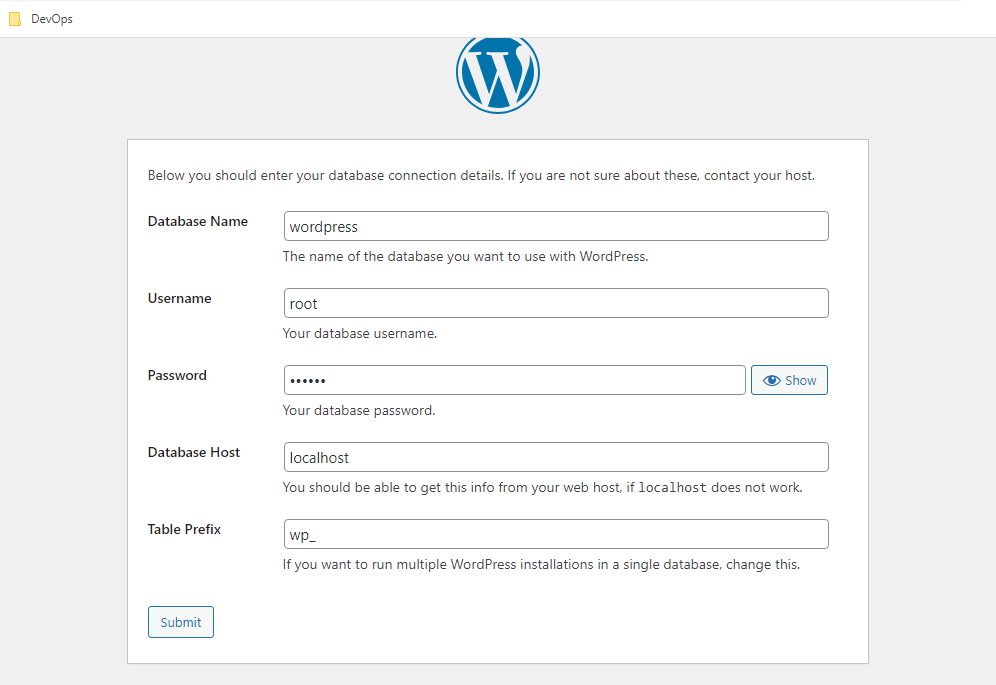 DevOps
Below you should enter your database connection details. If you are not sure about these, contact your host.
Database Name
wordpress
The name of the database you want to use with WordPress.
Username
root
Your database username.
Password
••••••
Show
Your database password.
Database Host
localhost
You should be able to get this info from your web host, if localhost does not work.
Table Prefix
wp_
If you want to run multiple WordPress installations in a single database, change this.
Submit